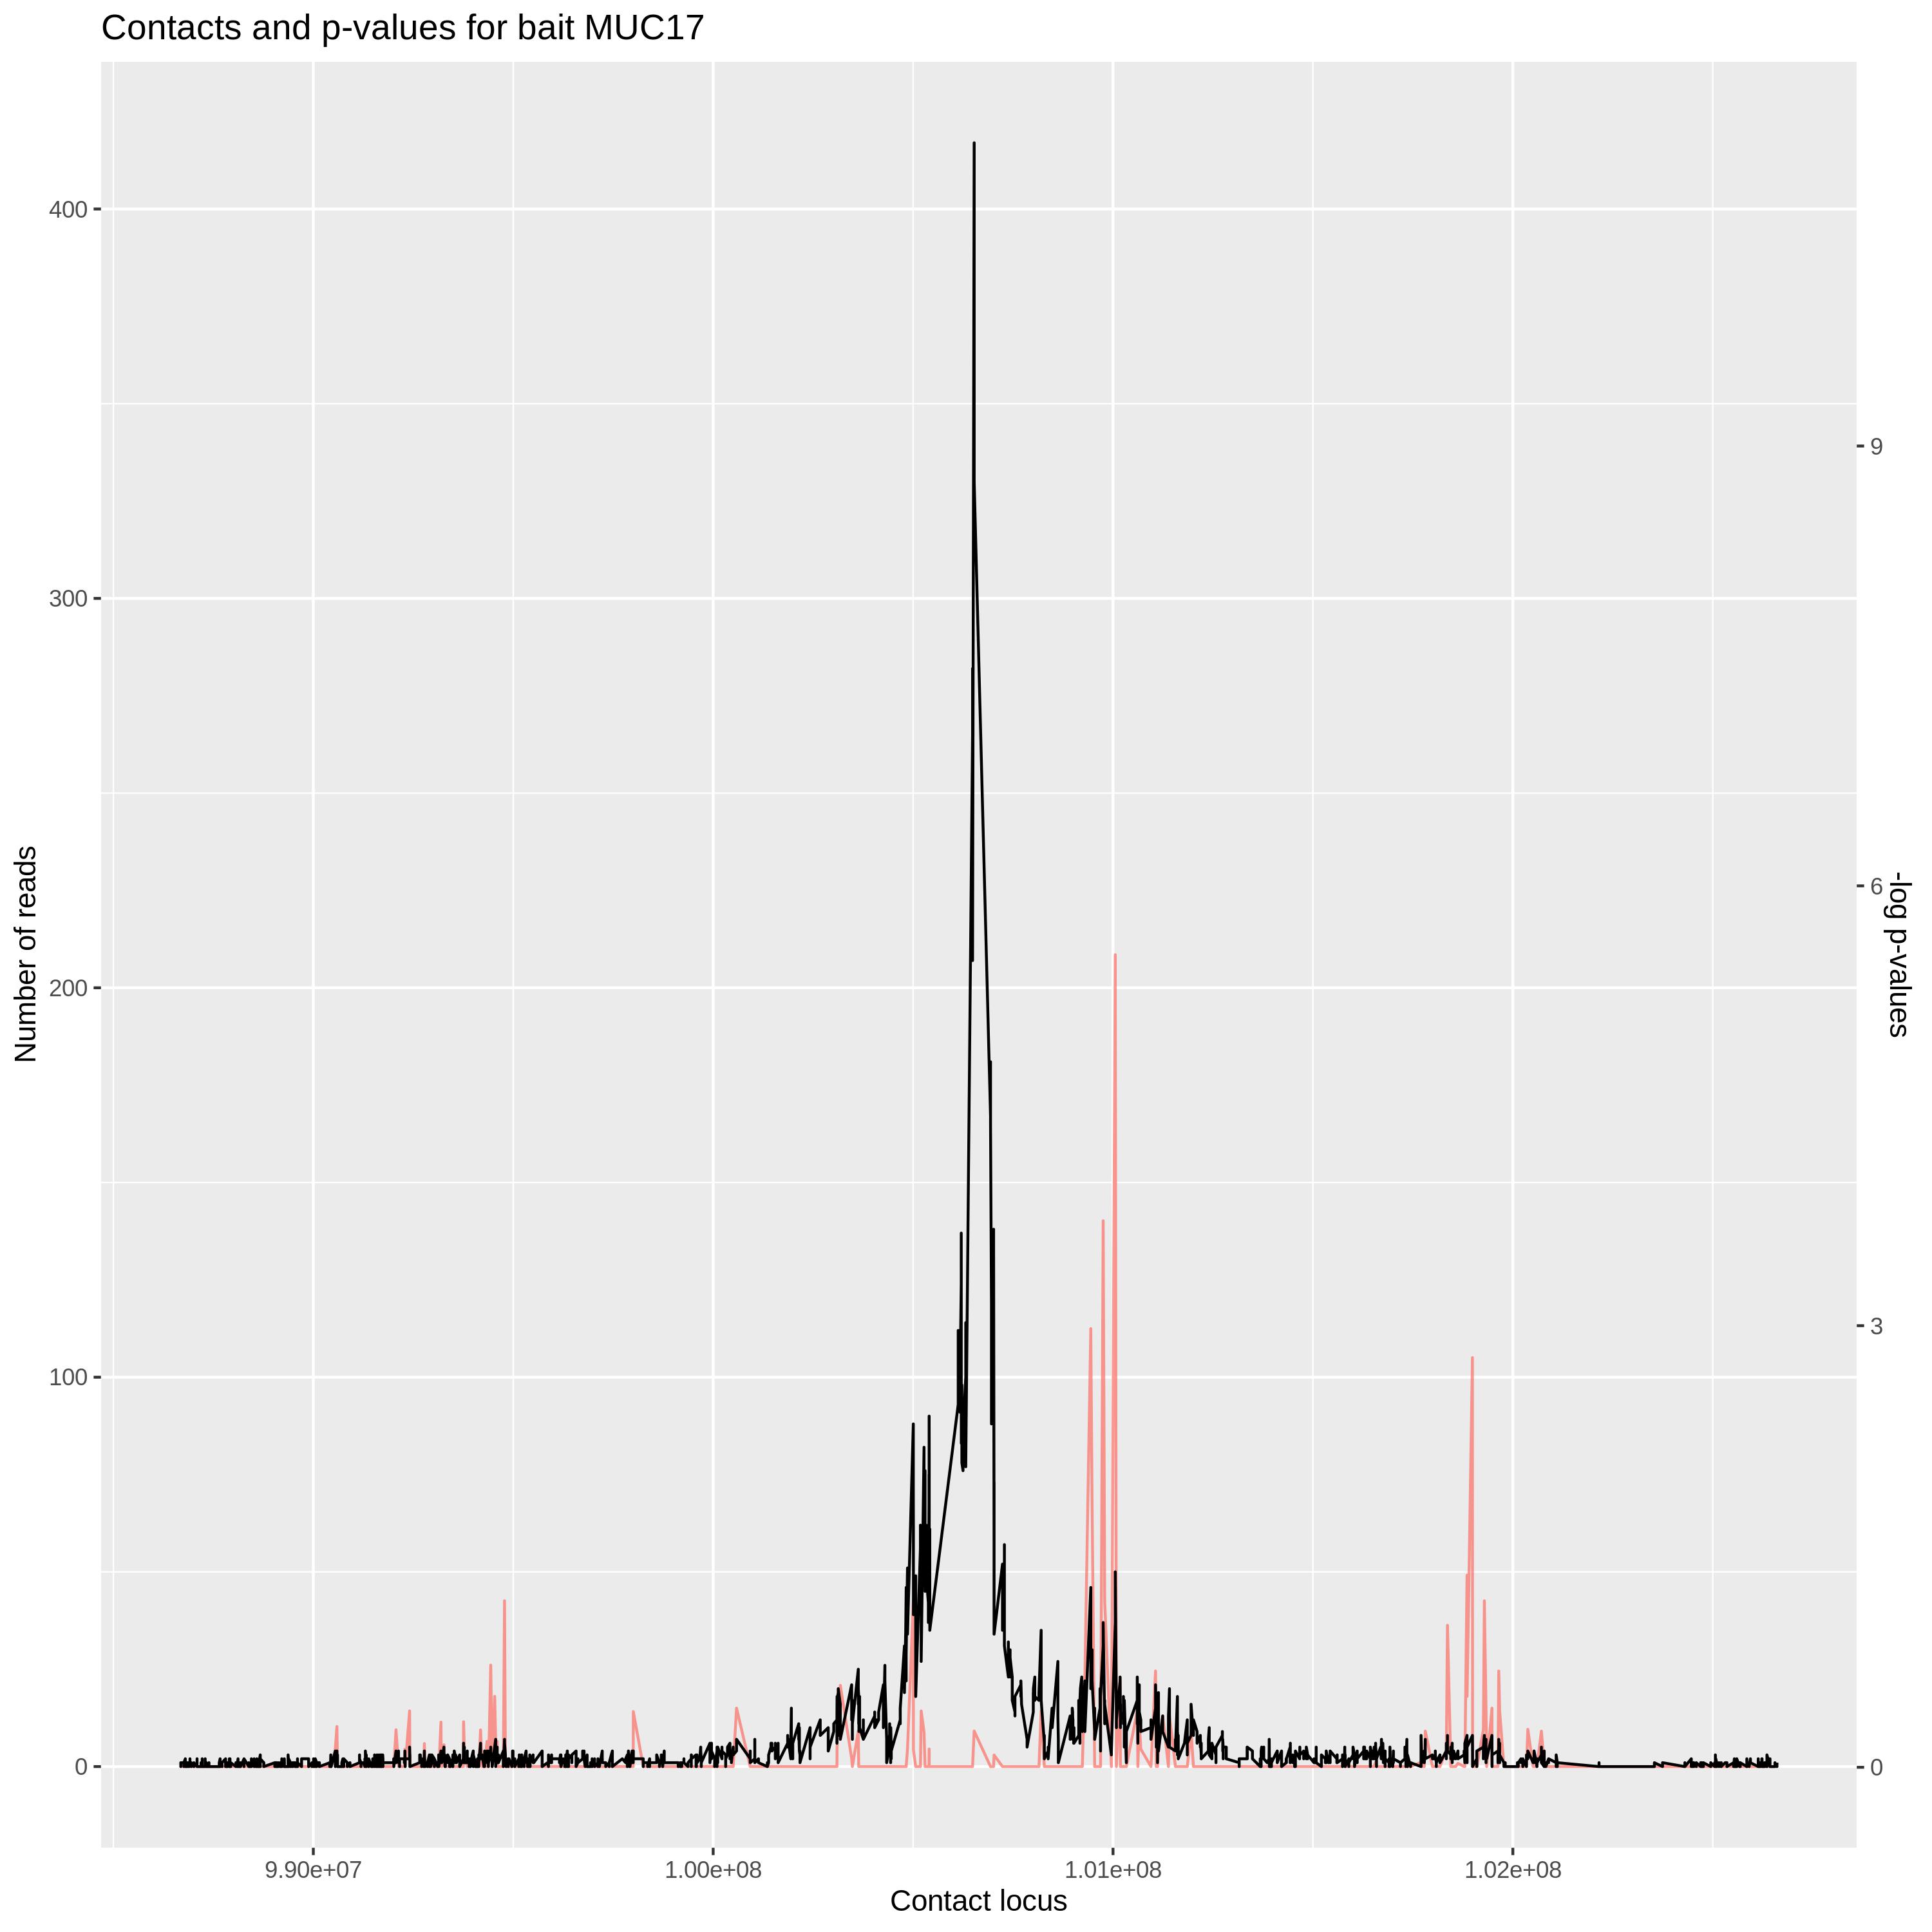 Contacts and p-values for bait MUC17
400
300
200
100
0
Number of reads
9
6
3
0
-log p-values
9.90e+07
1.00e+08
1.01e+08
1.02e+08
Contact locus